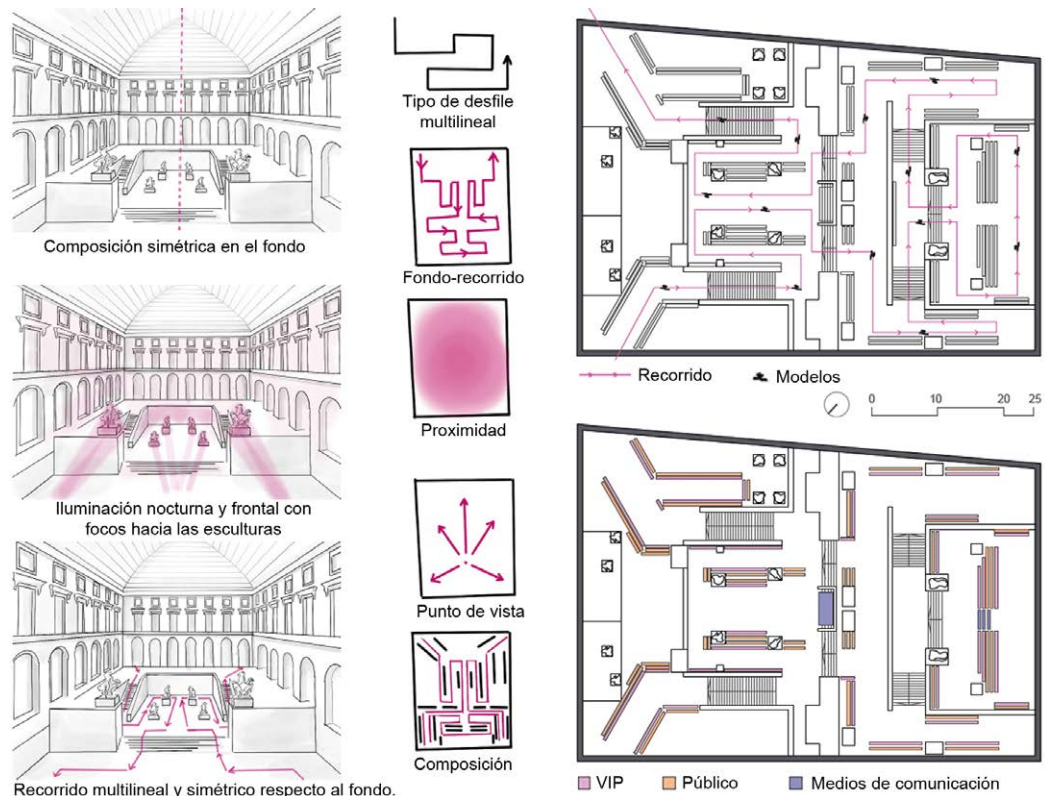 Composición simétrica en el fondo
Iluminación nocturna y frontal con
focos hacia las esculturas
Recorrido multilineal y simétrico respecto al fondo.
Tipo de desfile
multilineal
Fondo-recorrido
Proximidad
Punto de vista
Composición
Recorrido
Modelos
0 10 20 25
VIP
Público
Medios de comunicación